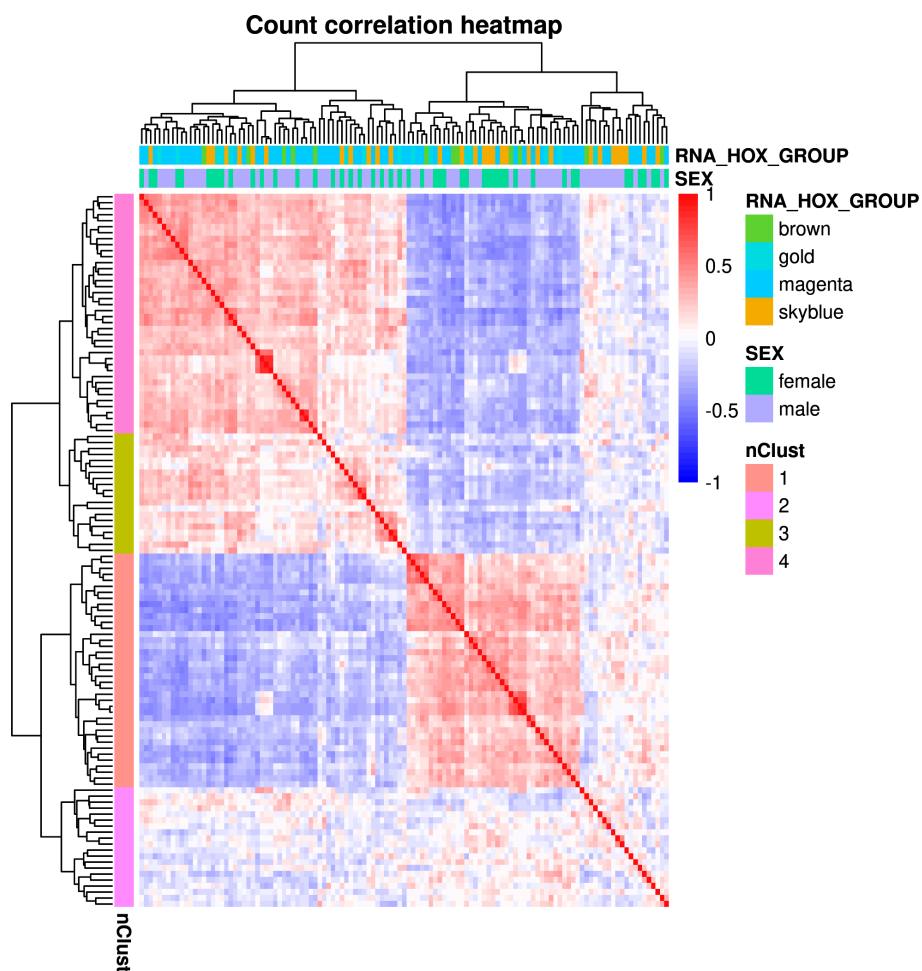 Count correlation heatmap
RNA_HOX_GROUP
SEX
1
0.5
0
-0.5
-1
RNA_HOX_GROUP
brown
gold
magenta
skyblue
SEX
female
male
nClust
1
2
3
4
nClust